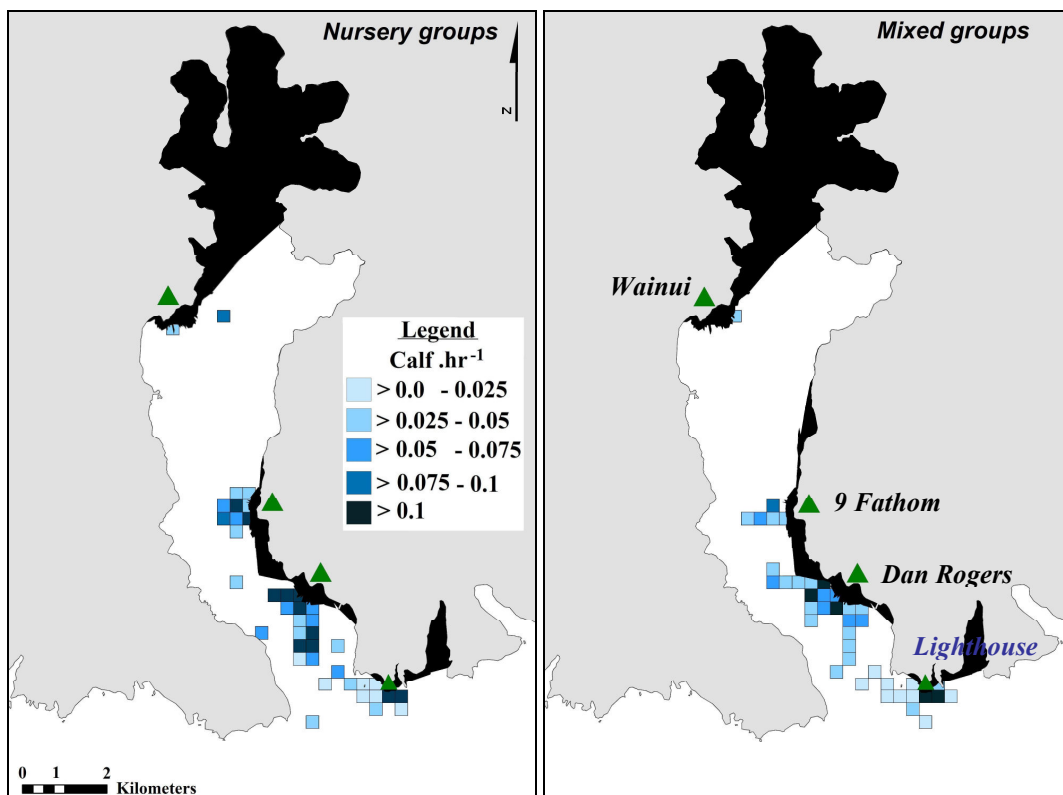 Nursery groups
N
Legend
Calf .hr-1
> 0.0 - 0.025
> 0.025 - 0.05
> 0.05 - 0.075
> 0.075 - 0.1
> 0.1
0 1 2
Kilometers
Mixed groups
Wainui
9 Fathom
Dan Rogers
Lighthouse